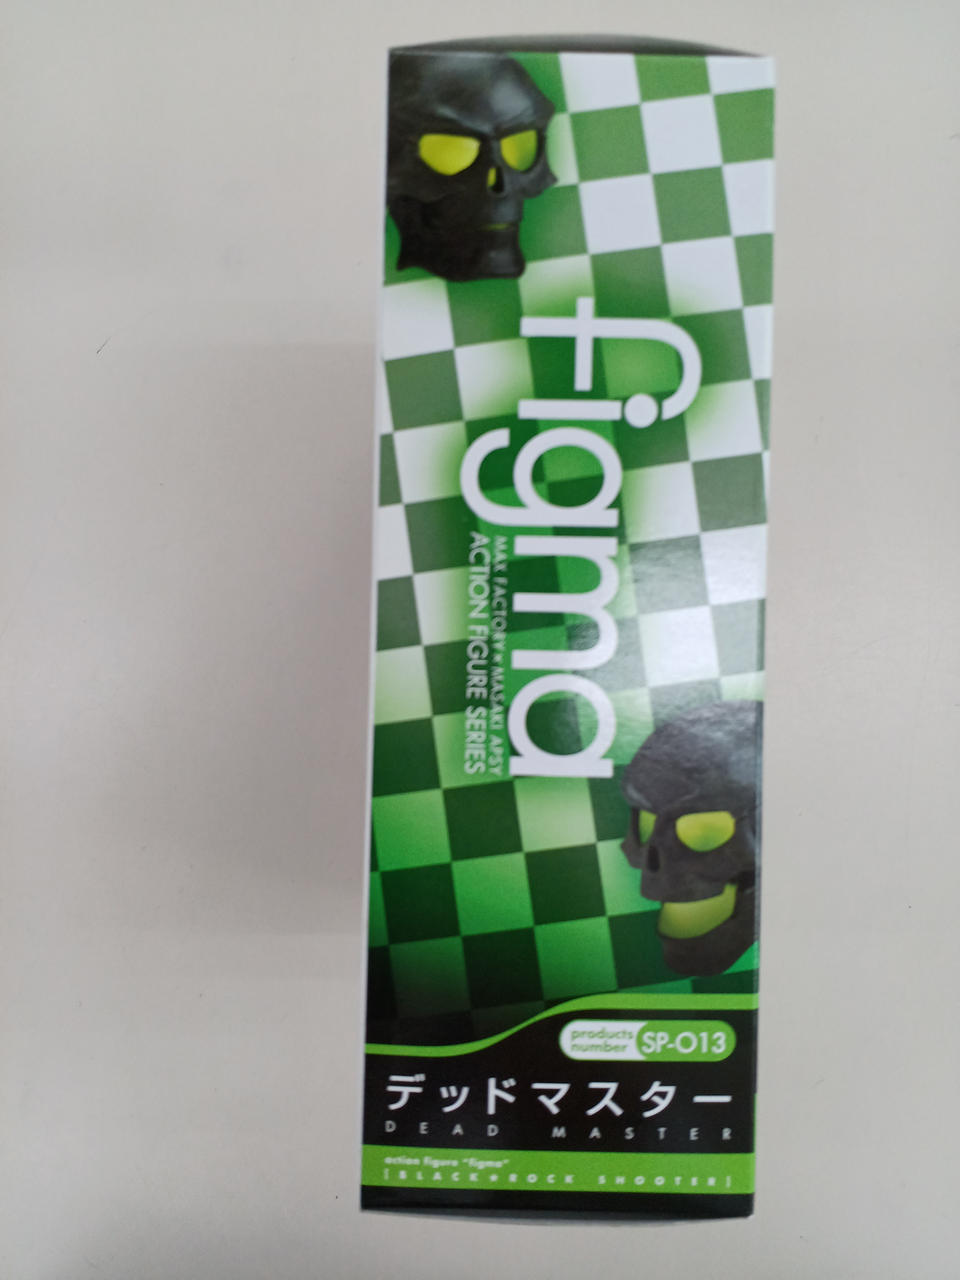 figma
MAX FACTORY×MASAKI APSY
ACTION FIGURE SERIES
products
number
SP-013
デッドマスター
DEAD MASTER
action figure "figma"
[BLACK★ROCK SHOOTER]